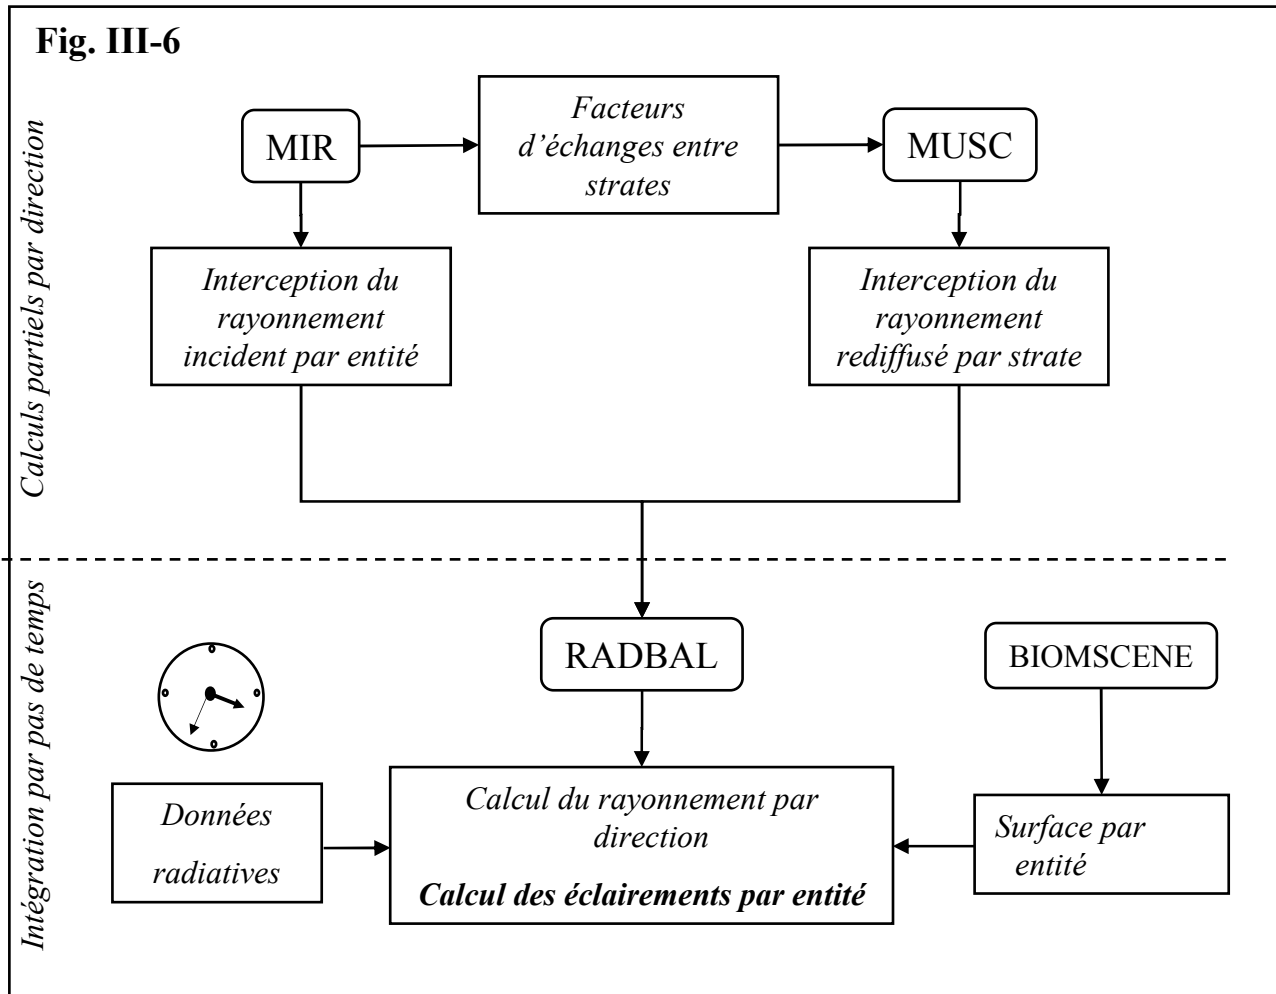 Fig. III-6
Calculs partiels par direction
MIR
Facteurs
d’échanges entre
strates
MUSC
Interception du
rayonnement
incident par entité
Interception du
rayonnement
rediffusé par strate
Intégration par pas de temps
RADBAL
BIOMSCENE
Données
radiatives
Calcul du rayonnement par
direction
Calcul des éclairements par entité
Surface par
entité